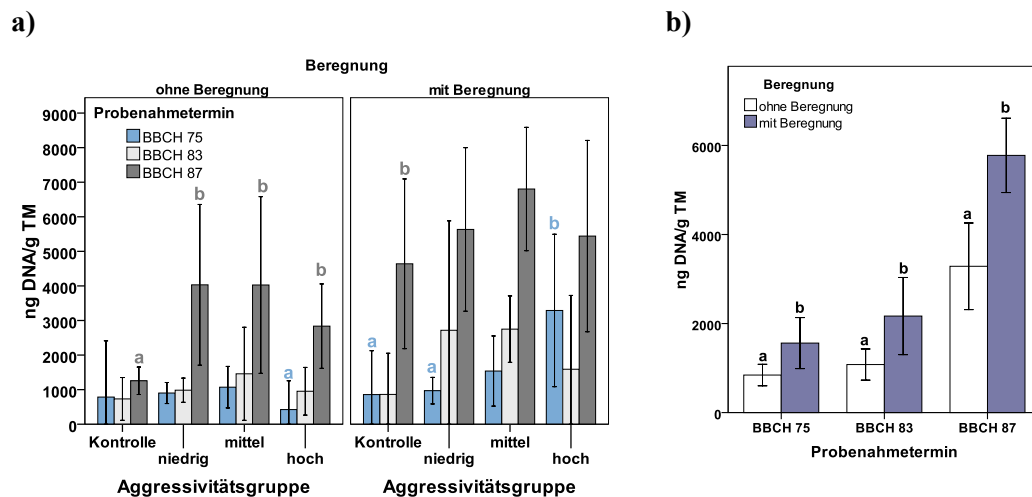 a)
Beregnung
ohne Beregnung
mit Beregnung
ng DNA/g TM
9000
8000
7000
6000
5000
4000
3000
2000
1000
0
Probenahmetermin
BBCH 75
BBCH 83
BBCH 87
a
b
b
a
b
a
b
a
b
Kontrolle
niedrig
mittel
hoch
Kontrolle
niedrig
mittel
hoch
Aggressivitätsgruppe
Aggressivitätsgruppe
b)
ng DNA/g TM
6000
4000
2000
0
Beregnung
ohne Beregnung
mit Beregnung
a
b
a
b
a
b
BBCH 75
BBCH 83
BBCH 87
Probenahmetermin